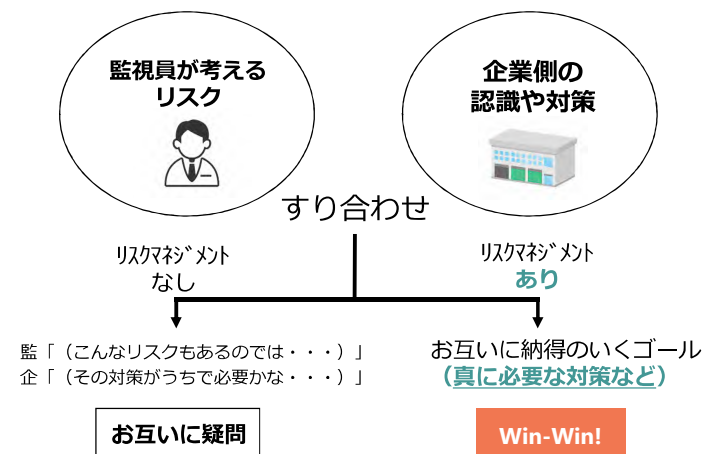 監視員が考える
リスク
企業側の
認識や対策
すり合わせ
ﾘｽｸﾏﾈｼﾞﾒﾝﾄ
なし
ﾘｽｸﾏﾈｼﾞﾒﾝﾄ
あり
監「（こんなリスクもあるのでは・・・）」
企「（その対策がうちで必要かな・・・）」
お互いに納得のいくゴール
（真に必要な対策など）
お互いに疑問
Win-Win!